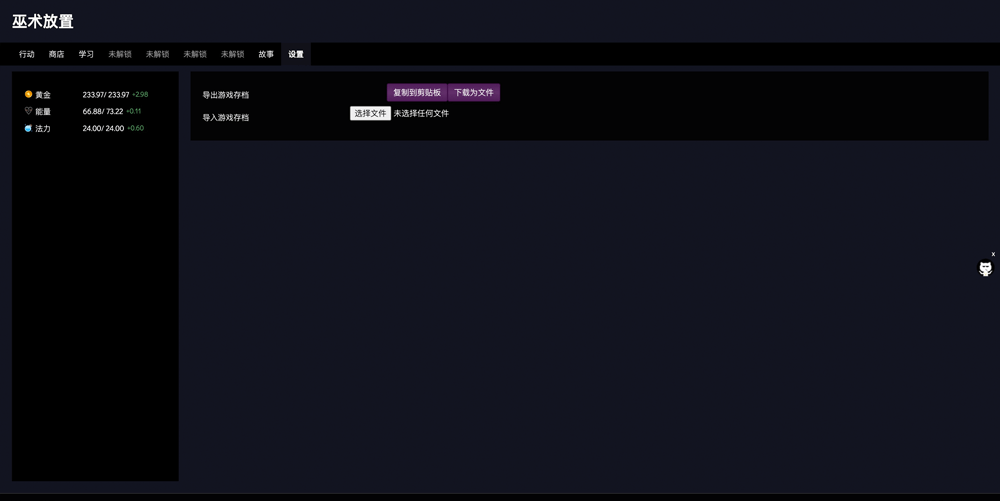 巫术放置
行动 商店 学习 未解锁 未解锁 未解锁 未解锁 故事 设置
黄金 233.97/ 233.97 +2.98
能量 66.88/ 73.22 +0.11
法力 24.00/ 24.00 +0.60
导出游戏存档 复制到剪贴板 下载为文件
导入游戏存档 选择文件 未选择任何文件
x